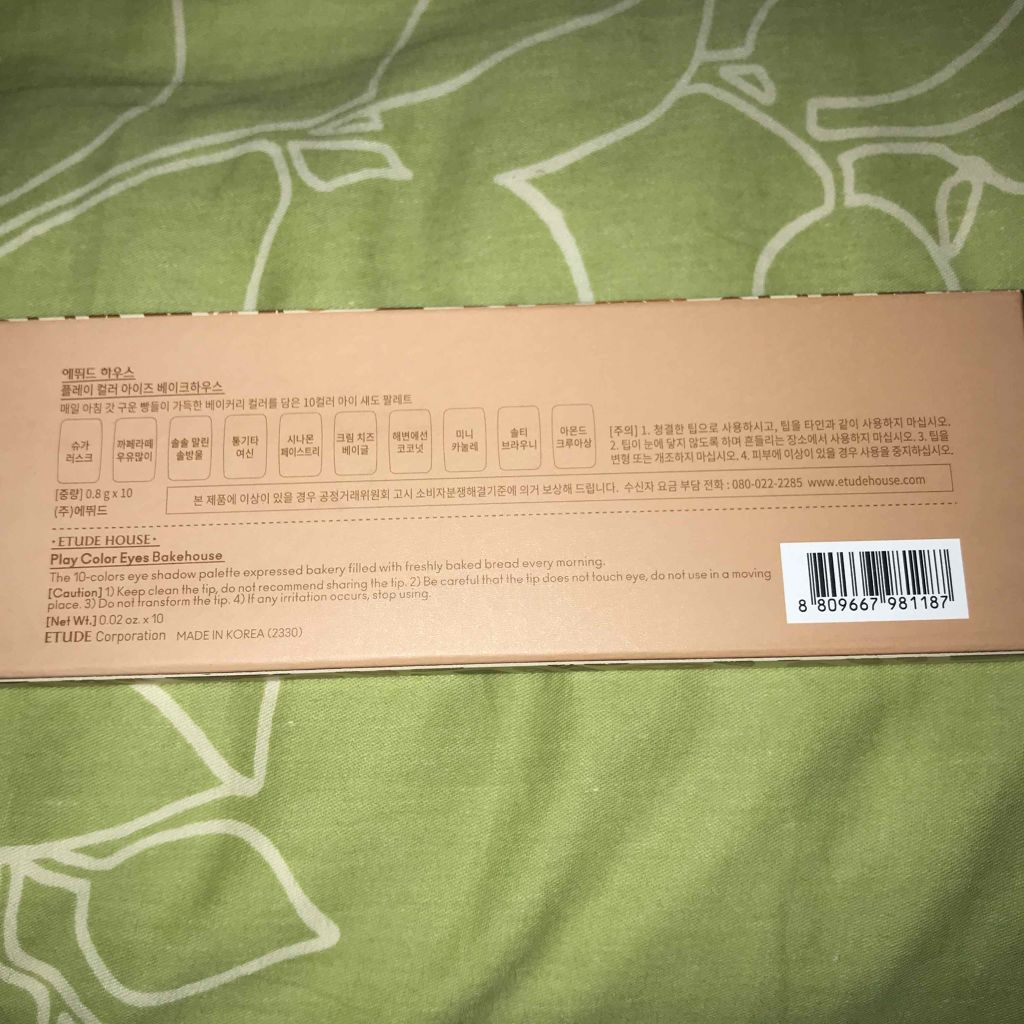 에뛰드 하우스
플레이 컬러 아이즈 베이크하우스
매일 아침 갓 구운 빵들이 가득한 베이커리 컬러를 담은 10컬러 아이 섀도 팔레트
슈가
러스크
까페라떼
우유많이
솔솔 말린
솔방울
통기타
여신
시나몬
페이스트리
크림 치즈
베이글
해변에선
코코넛
미니
카눌레
솔티
브라우니
아몬드
크루아상
[주의] 1. 청결한 팁으로 사용하시고, 팁을 타인과 같이 사용하지 마십시오.
2. 팁이 눈에 닿지 않도록 하며 흔들리는 장소에서 사용하지 마십시오. 3. 팁을
변형 또는 개조하지 마십시오. 4. 피부에 이상이 있을 경우 사용을 중지하십시오.
[중량] 0.8 g x 10
(주)에뛰드
본 제품에 이상이 있을 경우 공정거래위원회 고시 소비자분쟁해결기준에 의거 보상해 드립니다. 수신자 요금 부담 전화 : 080-022-2285 www.etudehouse.com
·ETUDE HOUSE·
Play Color Eyes Bakehouse
The 10-colors eye shadow palette expressed bakery filled with freshly baked bread every morning.
[Caution] 1) Keep clean the tip, do not recommend sharing the tip. 2) Be careful that the tip does not touch eye, do not use in a moving
place. 3) Do not transform the tip. 4) If any irritation occurs, stop using.
[Net Wt.] 0.02 oz. x 10
ETUDE Corporation MADE IN KOREA (2330)
8 809667 981187